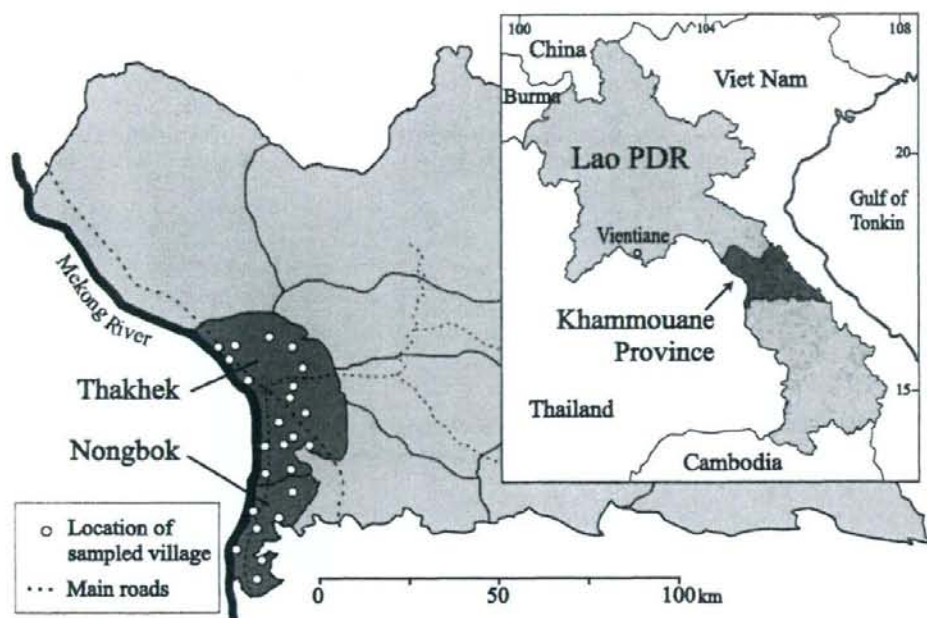 100
104
108
China
Burma
Viet Nam
Lao PDR
20
Gulf of
Tonkin
Vientiane
Khammouane
Province
15
Thailand
Cambodia
Mekong River
Thakhek
Nongbok
Location of
sampled village
Main roads
0
50
100
km